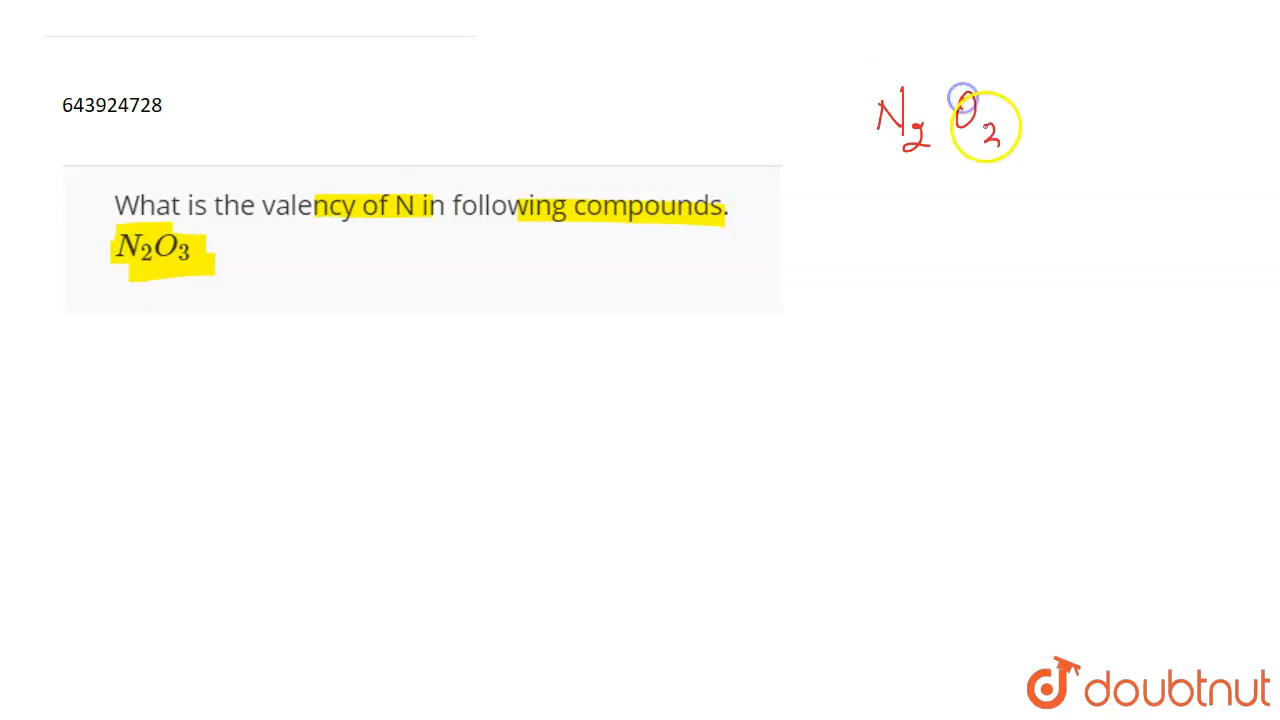 643924728
N₂ O₃
What is the valency of N in following compounds.
N₂O₃
doubtnut